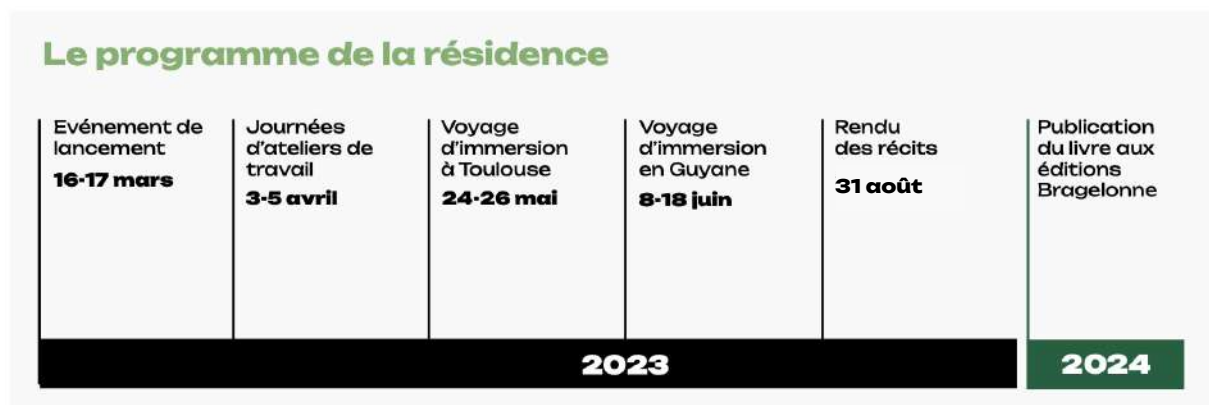 Le programme de la résidence
Evénement de
lancement
16-17 mars
Journées
d'ateliers de
travail
3-5 avril
Voyage
d'immersion
à Toulouse
24-26 mai
Voyage
d'immersion
en Guyane
8-18 juin
Rendu
des récits
31 août
Publication
du livre aux
éditions
Bragelonne
2023
2024